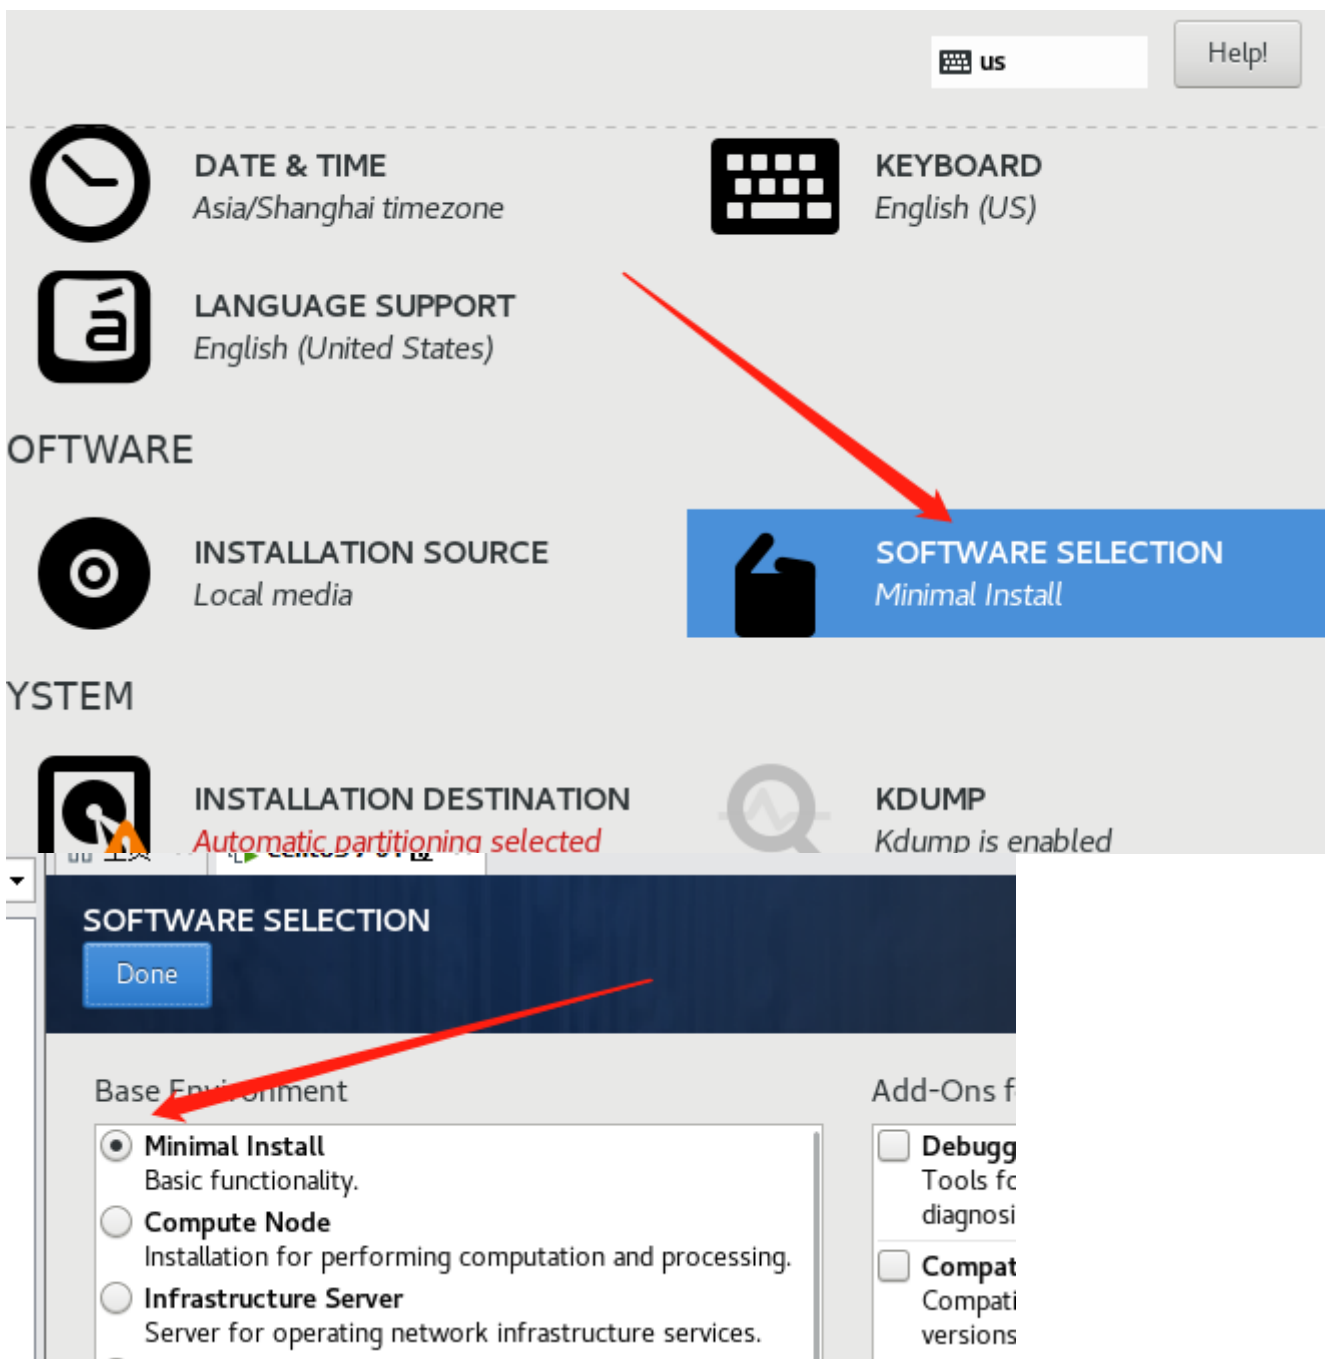 us
Help!
DATE & TIME
Asia/Shanghai timezone
KEYBOARD
English (US)
LANGUAGE SUPPORT
English (United States)
OFTWARE
INSTALLATION SOURCE
Local media
SOFTWARE SELECTION
Minimal Install
YSTEM
INSTALLATION DESTINATION
Automatic partitioning selected
KDUMP
Kdump is enabled
SOFTWARE SELECTION
Done
Base Environment
Minimal Install
Basic functionality.
Compute Node
Installation for performing computation and processing.
Infrastructure Server
Server for operating network infrastructure services.
Add-Ons f
Debugg
Tools fo
diagnosi
Compat
Compati
versions